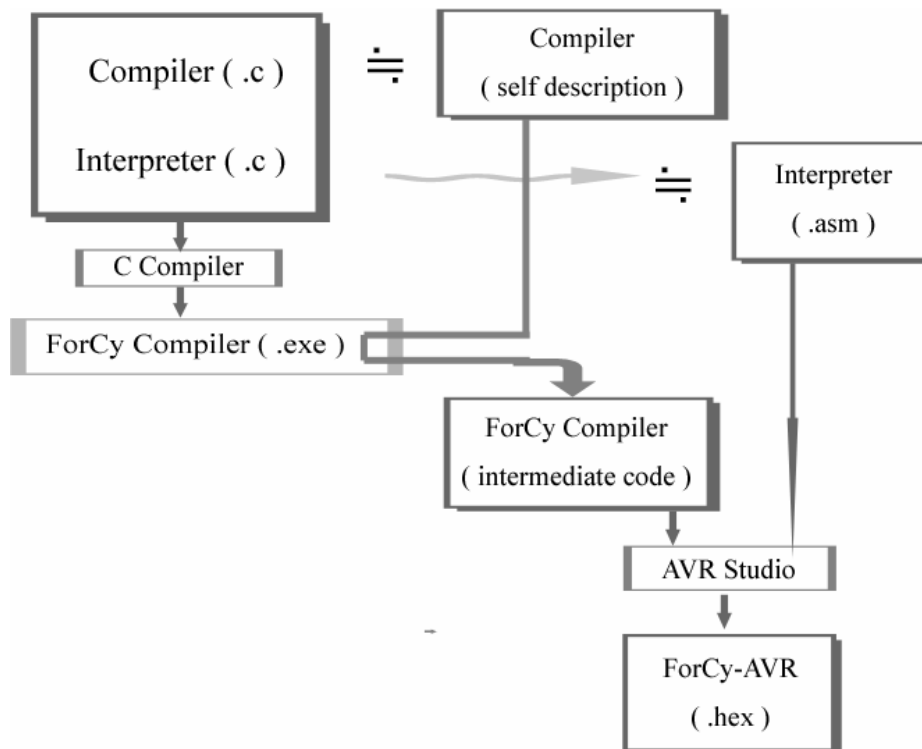 Compiler ( .c )
Interpreter ( .c )
≒
Compiler
( self description )
≒
Interpreter
( .asm )
C Compiler
ForCy Compiler ( .exe )
ForCy Compiler
( intermediate code )
AVR Studio
ForCy-AVR
( .hex )